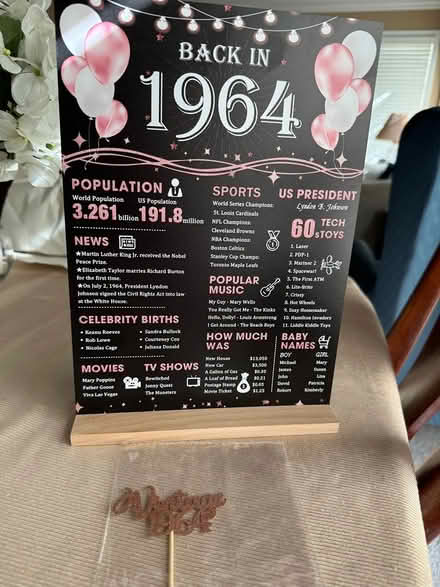 BACK IN
1964
POPULATION
World Population
3.261 billion
US Population
191.8 million
NEWS
★Martin Luther King Jr. received the Nobel
Peace Prize.
★Elizabeth Taylor marries Richard Burton
for the first time.
★On July 2, 1964, President Lyndon
Johnson signed the Civil Rights Act into law
at the White House.
CELEBRITY BIRTHS
• Keanu Reeves
• Rob Lowe
• Nicolas Cage
• Sandra Bullock
• Courteney Cox
• Juliana Donald
MOVIES
Mary Poppins
Father Goose
Viva Las Vegas
TV SHOWS
Bewitched
Jonny Quest
The Munsters
SPORTS
World Series Champions:
St. Louis Cardinals
NFL Champions:
Cleveland Browns
NBA Champions:
Boston Celtics
Stanley Cup Champs:
Toronto Maple Leafs
POPULAR
MUSIC
My Guy - Mary Wells
You Really Got Me - The Kinks
Hello, Dolly! - Louis Armstrong
I Get Around - The Beach Boys
HOW MUCH
WAS
New House $13,050
New Car $3,500
A Gallon of Gas $0.30
A Loaf of Bread $0.21
Postage Stamp $0.05
Movie Ticket $1.25
US PRESIDENT
Lyndon B. Johnson
60s TECH
TOYS
1. Laser
2. PDP-1
3. Mariner 2
4. Spacewar!
5. The First ATM
6. Lite-Brite
7. Crissy
8. Hot Wheels
9. Suzy Homemaker
10. Hamilton Invaders
11. Liddle Kiddle Toys
BABY
NAMES
BOY GIRL
Michael Mary
James Susan
John Lisa
David Patricia
Robert Kimberly
Vintage
1964